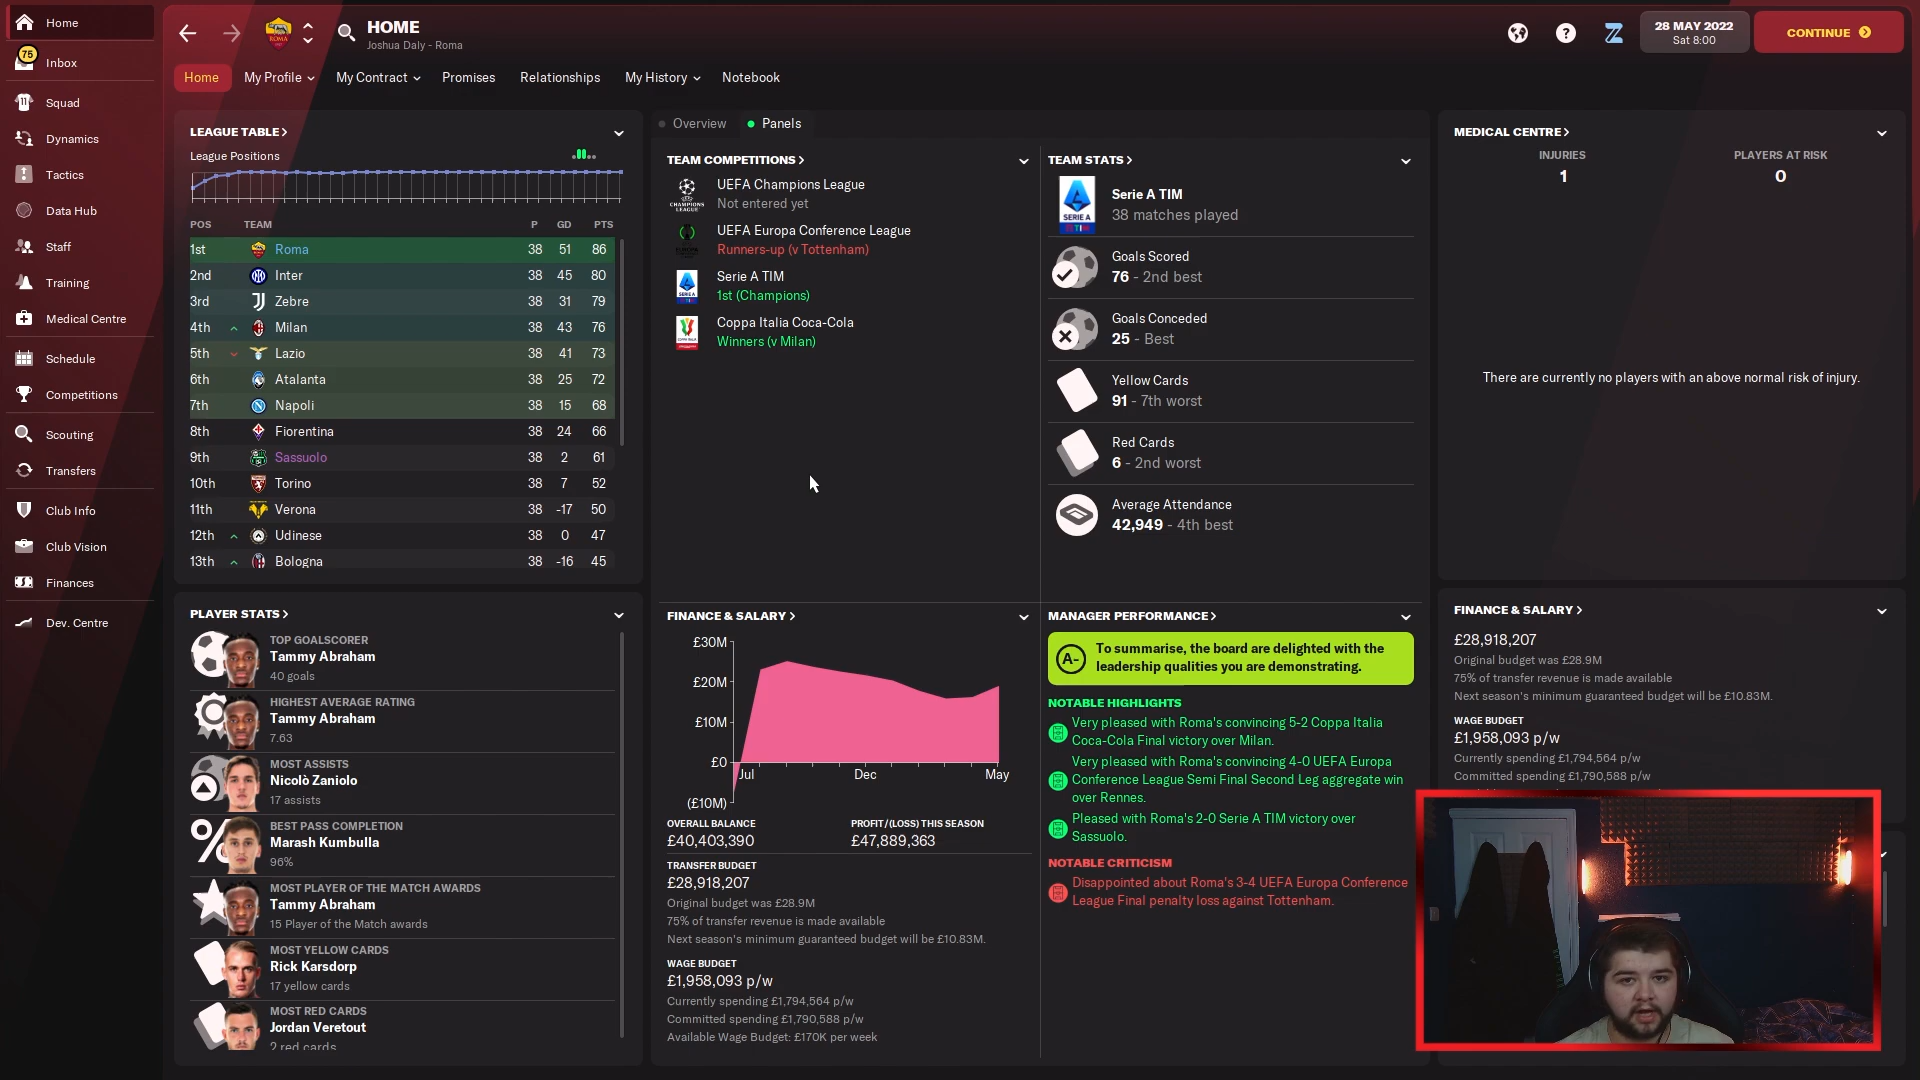 Home
75
Inbox
Squad
Dynamics
Tactics
Data Hub
Staff
Training
Medical Centre
Schedule
Competitions
Scouting
Transfers
Club Info
Club Vision
Finances
Dev. Centre
HOME
Joshua Daly - Roma
28 MAY 2022
Sat 8:00
CONTINUE
Home My Profile My Contract Promises Relationships My History Notebook
LEAGUE TABLE
League Positions
POS TEAM P GD PTS
1st Roma 38 51 86
2nd Inter 38 45 80
3rd Zebre 38 31 79
4th Milan 38 43 76
5th Lazio 38 41 73
6th Atalanta 38 25 72
7th Napoli 38 15 68
8th Fiorentina 38 24 66
9th Sassuolo 38 2 61
10th Torino 38 7 52
11th Verona 38 -17 50
12th Udinese 38 0 47
13th Bologna 38 -16 45
PLAYER STATS
TOP GOALSCORER
Tammy Abraham
40 goals
HIGHEST AVERAGE RATING
Tammy Abraham
7.63
MOST ASSISTS
Nicolò Zaniolo
17 assists
BEST PASS COMPLETION
Marash Kumbulla
96%
MOST PLAYER OF THE MATCH AWARDS
Tammy Abraham
15 Player of the Match awards
MOST YELLOW CARDS
Rick Karsdorp
17 yellow cards
MOST RED CARDS
Jordan Veretout
2 red cards
Overview Panels
TEAM COMPETITIONS
UEFA Champions League
Not entered yet
UEFA Europa Conference League
Runners-up (v Tottenham)
Serie A TIM
1st (Champions)
Coppa Italia Coca-Cola
Winners (v Milan)
TEAM STATS
Serie A TIM
38 matches played
Goals Scored
76 - 2nd best
Goals Conceded
25 - Best
Yellow Cards
91 - 7th worst
Red Cards
6 - 2nd worst
Average Attendance
42,949 - 4th best
FINANCE & SALARY
£30M
£20M
£10M
£0
(£10M)
Jul Dec May
OVERALL BALANCE
£40,403,390
PROFIT/(LOSS) THIS SEASON
£47,889,363
TRANSFER BUDGET
£28,918,207
Original budget was £28.9M
75% of transfer revenue is made available
Next season's minimum guaranteed budget will be £10.83M.
WAGE BUDGET
£1,958,093 p/w
Currently spending £1,794,564 p/w
Committed spending £1,790,588 p/w
Available Wage Budget: £170K per week
MANAGER PERFORMANCE
A-
To summarise, the board are delighted with the
leadership qualities you are demonstrating.
NOTABLE HIGHLIGHTS
Very pleased with Roma's convincing 5-2 Coppa Italia
Coca-Cola Final victory over Milan.
Very pleased with Roma's convincing 4-0 UEFA Europa
Conference League Semi Final Second Leg aggregate win
over Rennes.
Pleased with Roma's 2-0 Serie A TIM victory over
Sassuolo.
NOTABLE CRITICISM
Disappointed about Roma's 3-4 UEFA Europa Conference
League Final penalty loss against Tottenham.
MEDICAL CENTRE
INJURIES
1
PLAYERS AT RISK
0
There are currently no players with an above normal risk of injury.
FINANCE & SALARY
£28,918,207
Original budget was £28.9M
75% of transfer revenue is made available
Next season's minimum guaranteed budget will be £10.83M.
WAGE BUDGET
£1,958,093 p/w
Currently spending £1,794,564 p/w
Committed spending £1,790,588 p/w